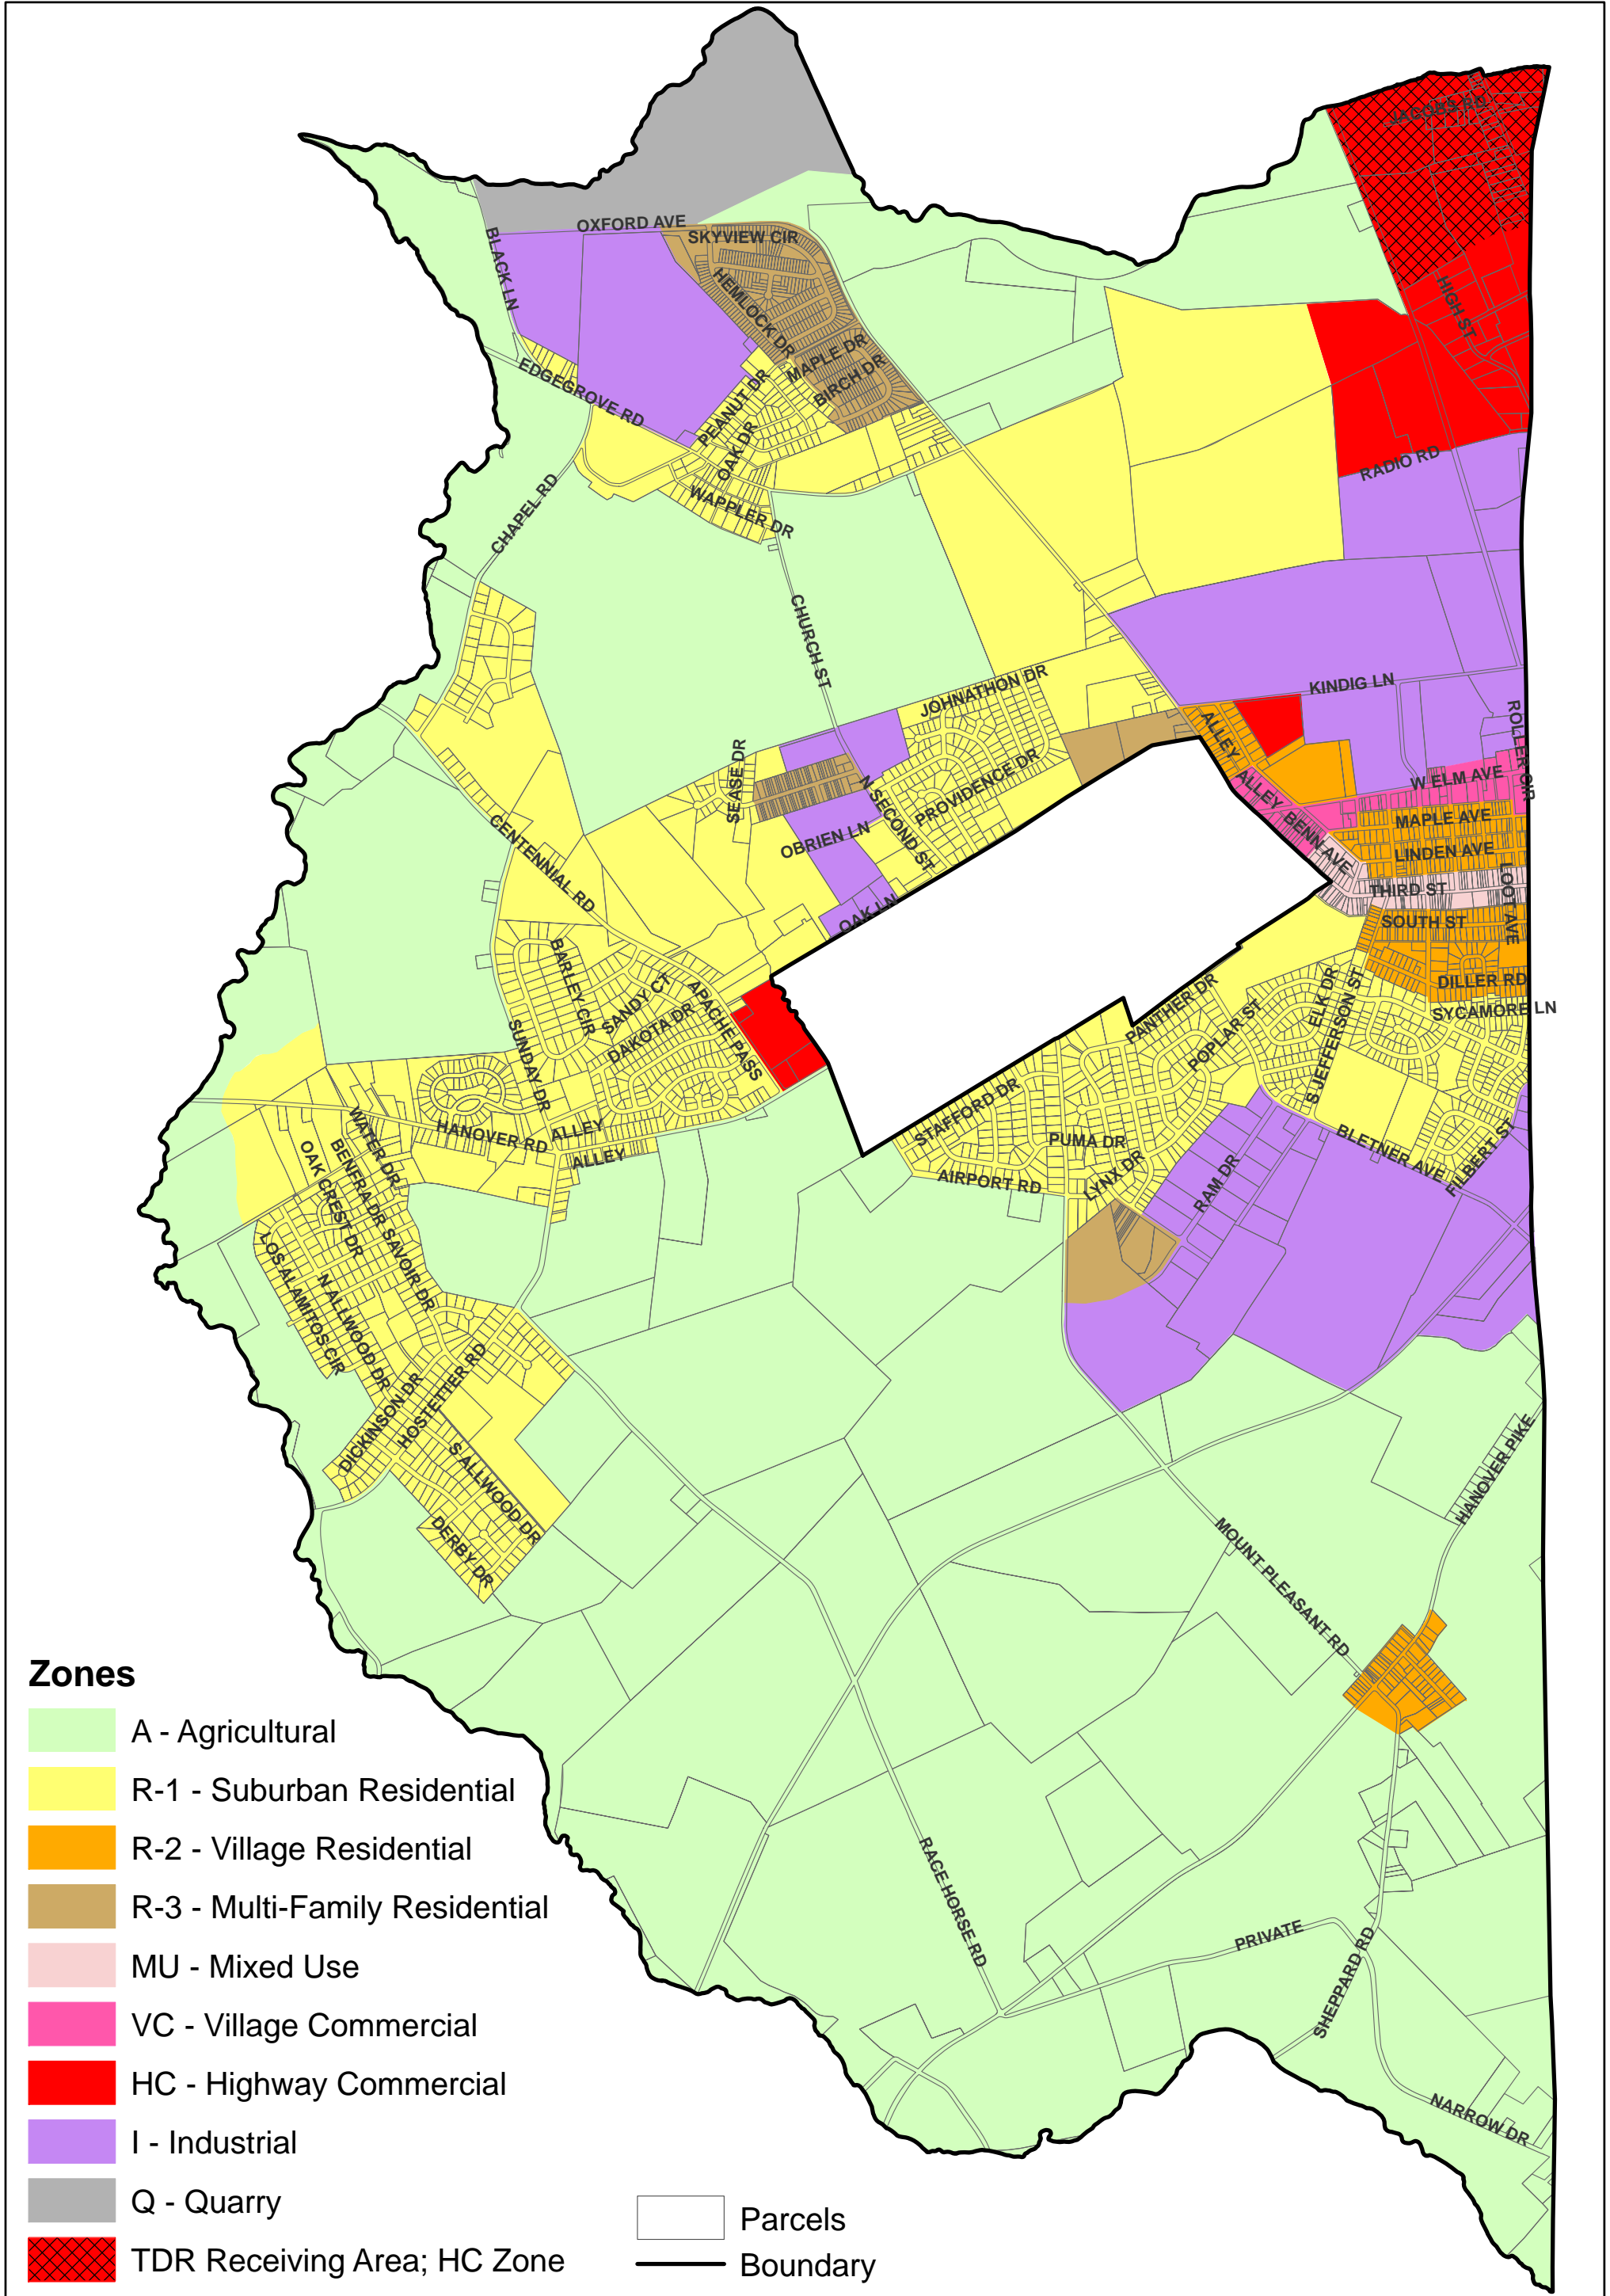 JACOBS RD
OXFORD AVE
SKYVIEW CIR
BLACK LN
HEMLOCK DR
HIGH ST
MAPLE DR
BIRCH DR
EDGEGROVE RD
PEANUT DR
OAK DR
RADIO RD
WAPPLER DR
CHAPEL RD
CHURCH ST
JOHNATHON DR
KINDIG LN
ALLEY
ROLLER CIR
SEASE DR
PROVIDENCE DR
N SECOND ST
ALLEY
W ELM AVE
CENTENNIAL RD
OBRIEN LN
BENN AVE
MAPLE AVE
LINDEN AVE
THIRD ST
LOOT AVE
OAK LN
SOUTH ST
BARLEY CIR
SANDY CT
APACHE PASS
DAKOTA DR
DILLER RD
SYCAMORE LN
ELK DR
PANTHER DR
POPLAR ST
S JEFFERSON ST
SUNDAY DR
STAFFORD DR
HANOVER RD
ALLEY
ALLEY
WATER DR
BENFRA DR
OAK CREST DR
PUMA DR
LYNX DR
AIRPORT RD
RAM DR
BLETNER AVE
FILBERT ST
SAVOIR DR
LOS ALAMITOS CIR
N ALLWOOD DR
DICKINSON DR
HOSTETTER RD
S ALLWOOD DR
DERBY DR
HANOVER PIKE
MOUNT PLEASANT RD
RACE HORSE RD
PRIVATE
SHEPPARD RD
NARROW DR
Zones
A - Agricultural
R-1 - Suburban Residential
R-2 - Village Residential
R-3 - Multi-Family Residential
MU - Mixed Use
VC - Village Commercial
HC - Highway Commercial
I - Industrial
Q - Quarry
TDR Receiving Area; HC Zone
Parcels
Boundary